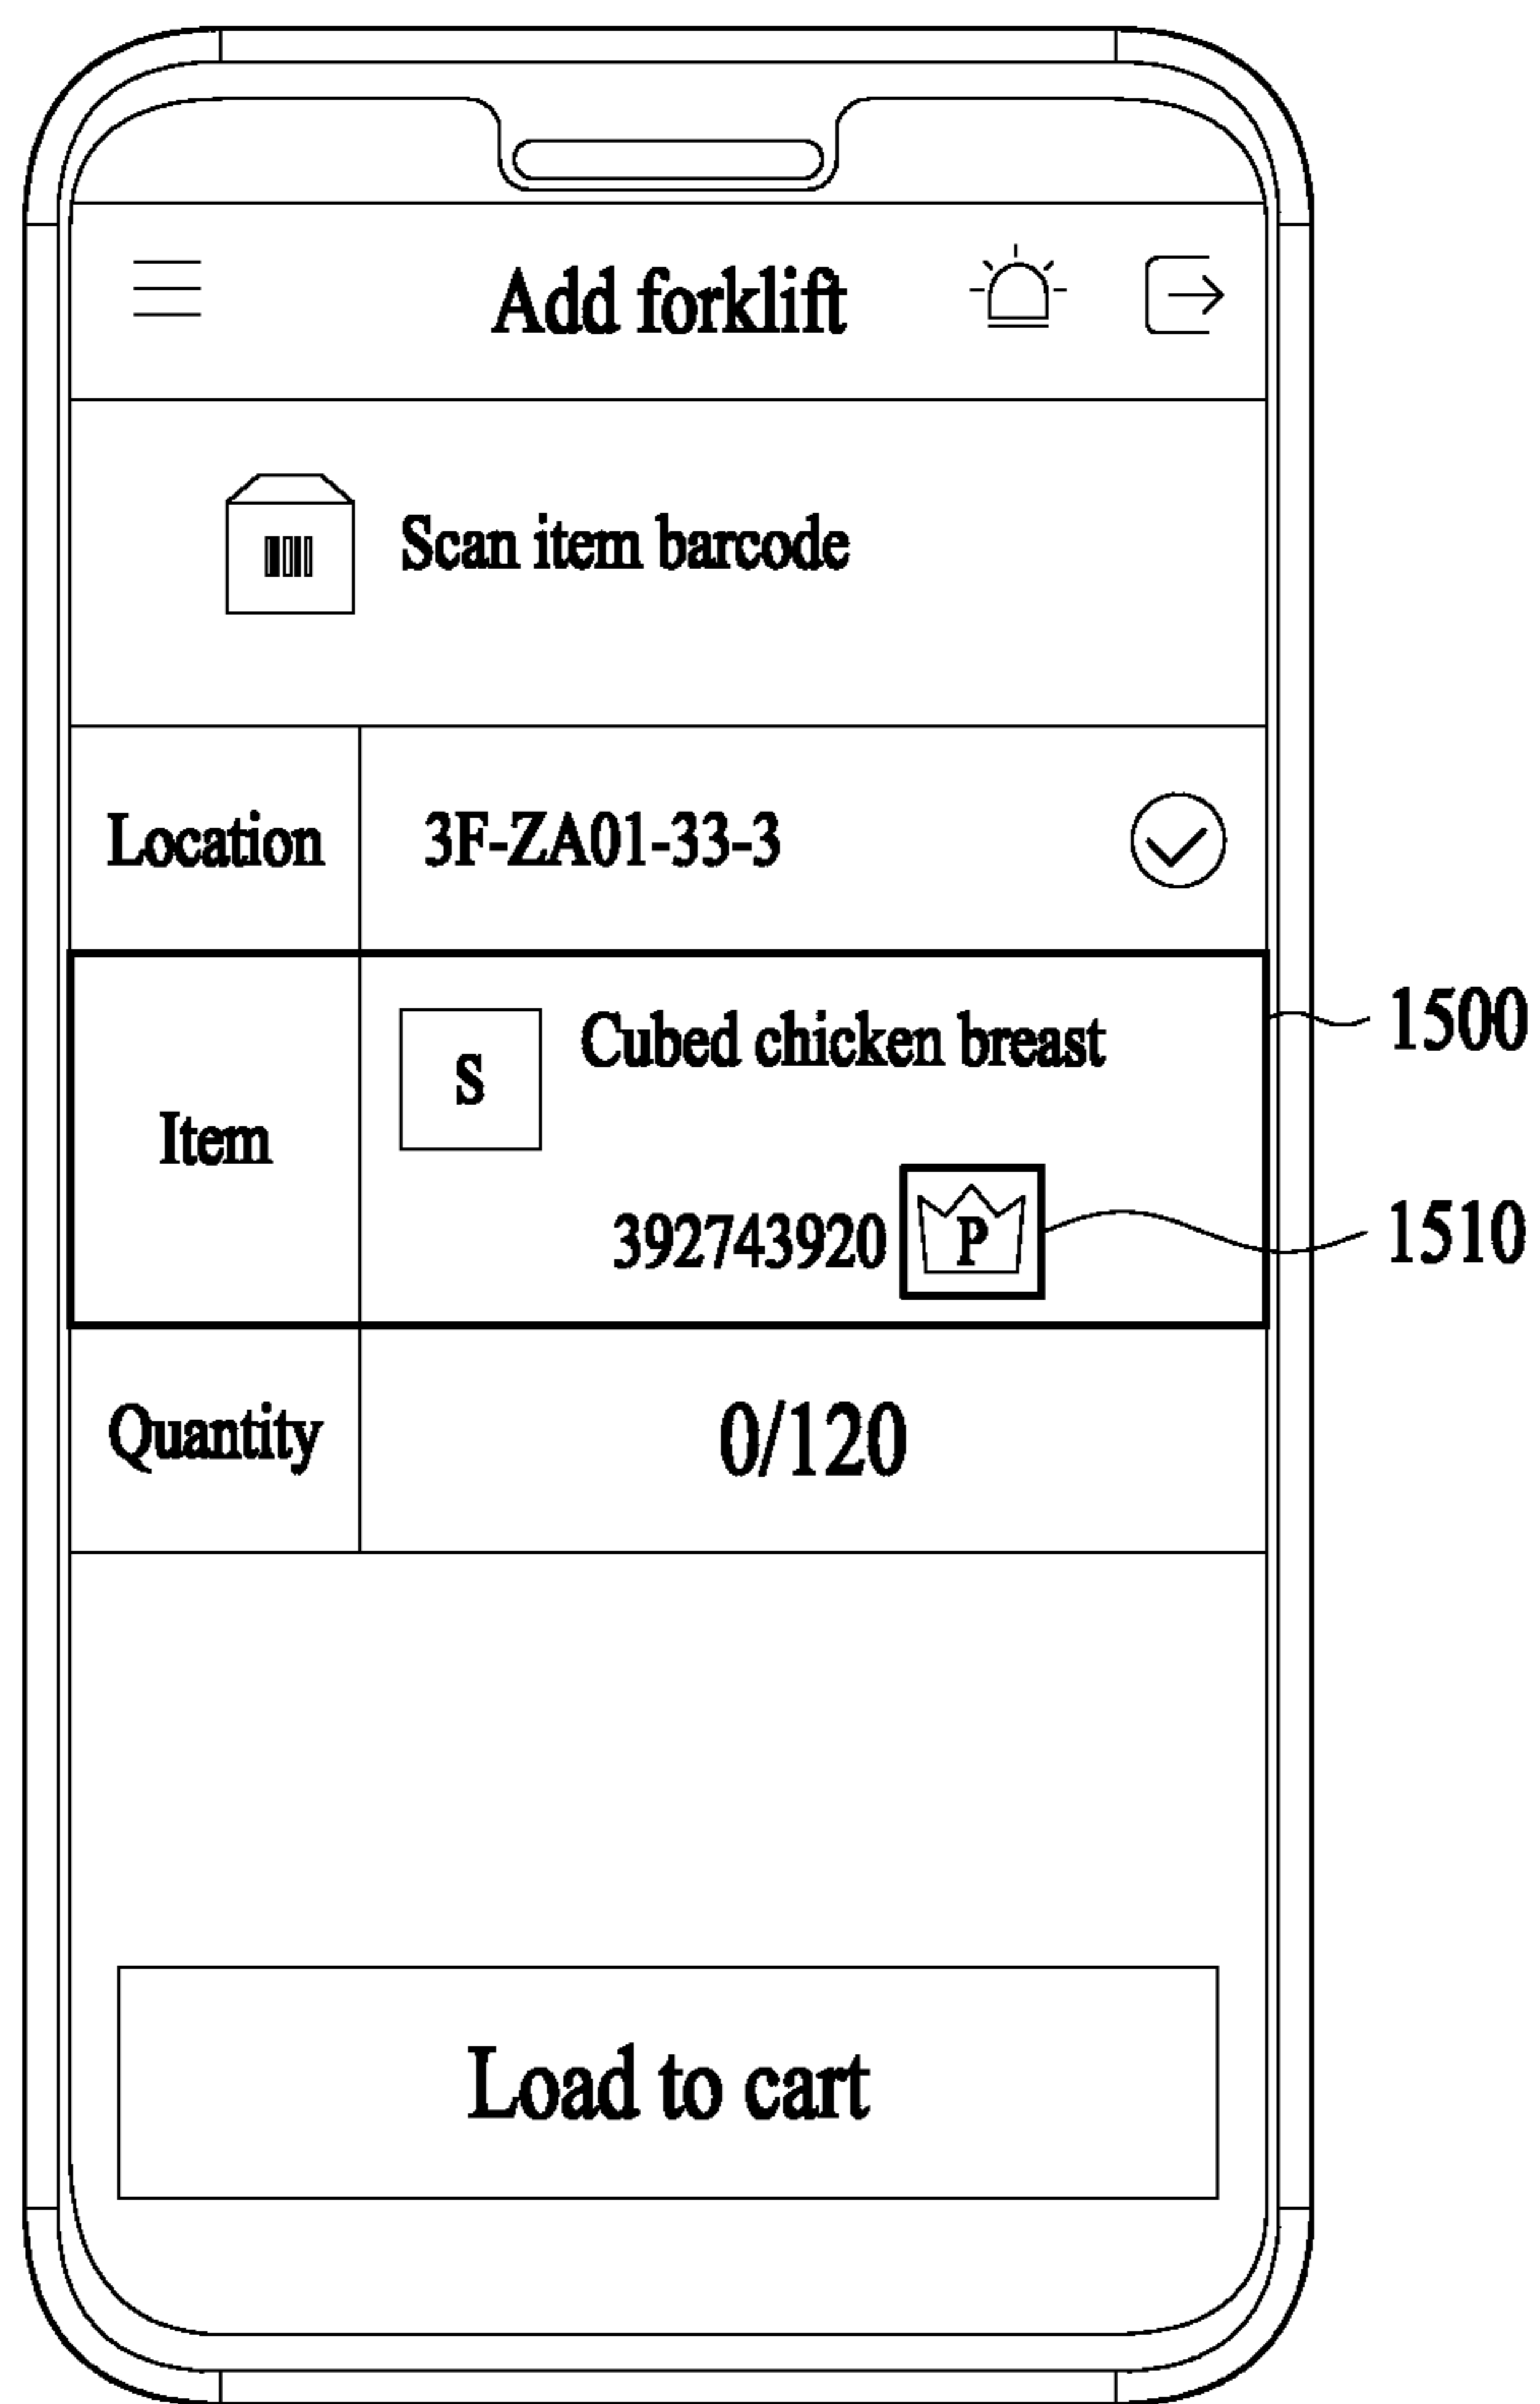 Add forklift
Scan item barcode
Location 3F-ZA01-33-3
1500
S Cubed chicken breast
Item
392743920 P 1510
Quantity 0/120
Load to cart